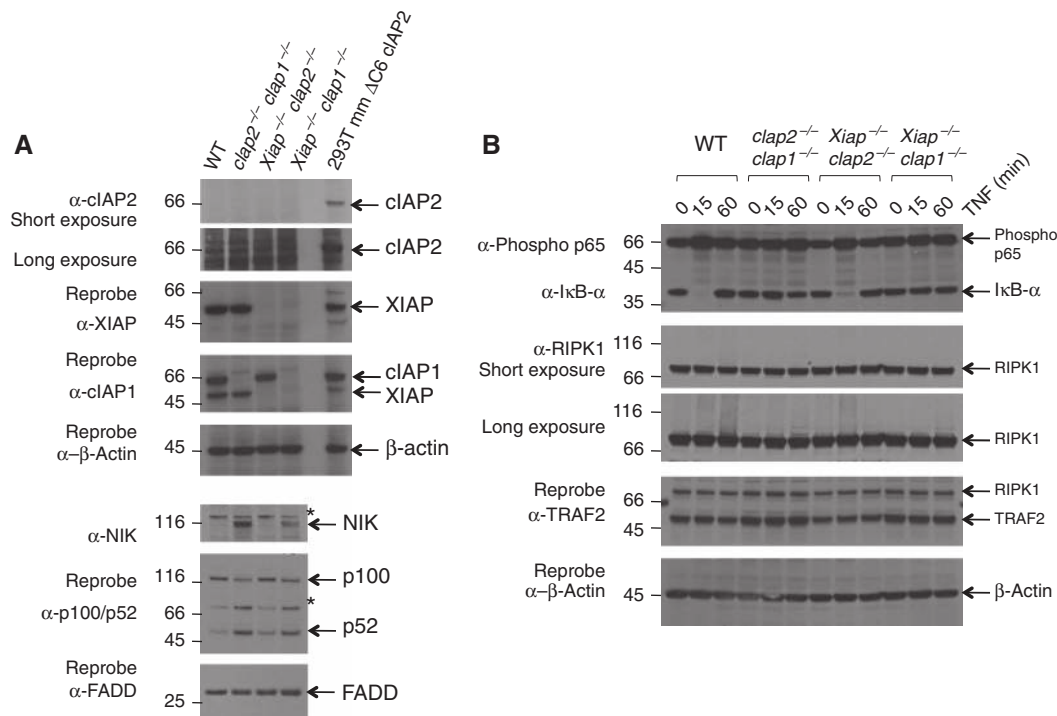 A
WT
cIap2−/− cIap1−/−
Xiap−/− cIap2−/−
Xiap−/− cIap1−/−
293T mm ΔC6 cIAP2
α-cIAP2
Short exposure
66
cIAP2
Long exposure
66
cIAP2
Reprobe
α-XIAP
66
45
XIAP
Reprobe
α-cIAP1
66
45
cIAP1
XIAP
Reprobe
α–β-Actin
45
β-actin
α-NIK
116
*
NIK
Reprobe
α-p100/p52
116
66
45
p100
*
p52
Reprobe
α-FADD
25
FADD
B
WT
cIap2−/−
cIap1−/−
Xiap−/−
cIap2−/−
Xiap−/−
cIap1−/−
0 15 60 0 15 60 0 15 60 0 15 60 TNF (min)
α-Phospho p65
66
45
35
Phospho
p65
α-IκB-α
IκB-α
α-RIPK1
Short exposure
116
66
RIPK1
Long exposure
116
66
RIPK1
Reprobe
α-TRAF2
66
45
RIPK1
TRAF2
Reprobe
α–β-Actin
45
β-Actin